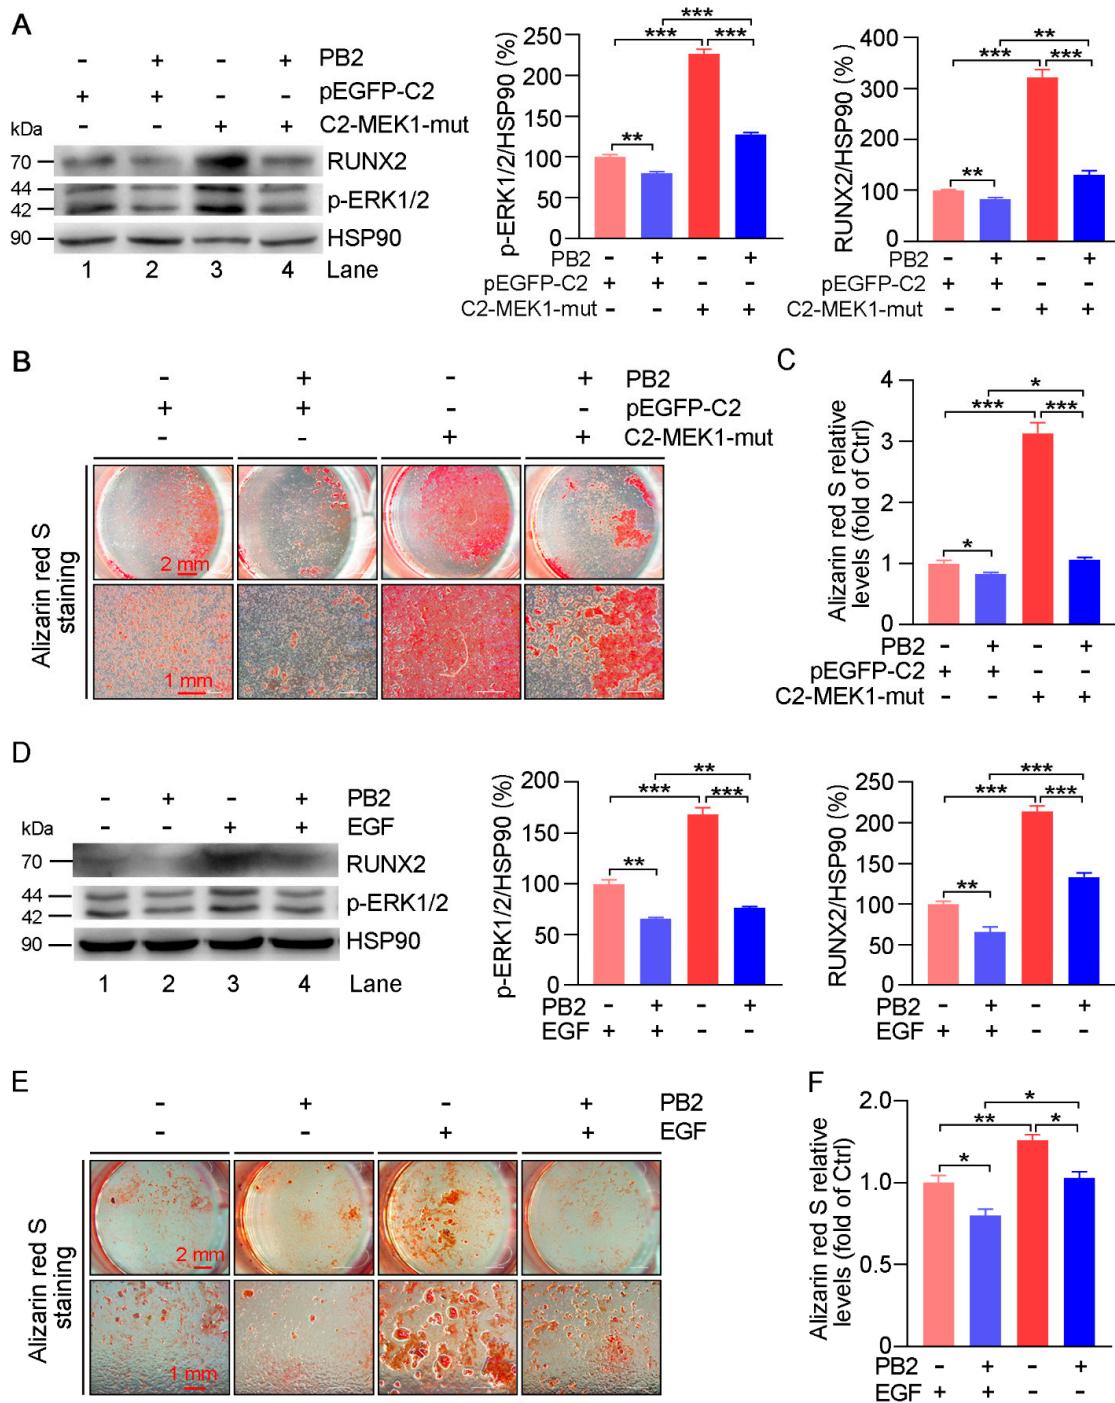 A
- + - + PB2
+ + - - pEGFP-C2
kDa - - + + C2-MEK1-mut
70 RUNX2
44
42 p-ERK1/2
90 HSP90
1 2 3 4 Lane
p-ERK1/2/HSP90 (%)
250
200
150
100
50
0
*** *** *** **
PB2 - + - +
pEGFP-C2 + + - -
C2-MEK1-mut - - + +
RUNX2/HSP90 (%)
400
300
200
100
0
** *** *** **
PB2 - + - +
pEGFP-C2 + + - -
C2-MEK1-mut - - + +
B
- + - + PB2
+ + - - pEGFP-C2
- - + + C2-MEK1-mut
Alizarin red S
staining
2 mm
1 mm
C
Alizarin red S relative
levels (fold of Ctrl)
4
3
2
1
0
* *** *** *
PB2 - + - +
pEGFP-C2 + + - -
C2-MEK1-mut - - + +
D
- + - + PB2
kDa - - + + EGF
70 RUNX2
44
42 p-ERK1/2
90 HSP90
1 2 3 4 Lane
p-ERK1/2/HSP90 (%)
200
150
100
50
0
** *** *** **
PB2 - + - +
EGF + + - -
RUNX2/HSP90 (%)
250
200
150
100
50
0
*** *** *** **
PB2 - + - +
EGF + + - -
E
- + - + PB2
- - + + EGF
Alizarin red S
staining
2 mm
1 mm
F
Alizarin red S relative
levels (fold of Ctrl)
2.0
1.0
0.5
0
* ** * *
PB2 - + - +
EGF + + - -